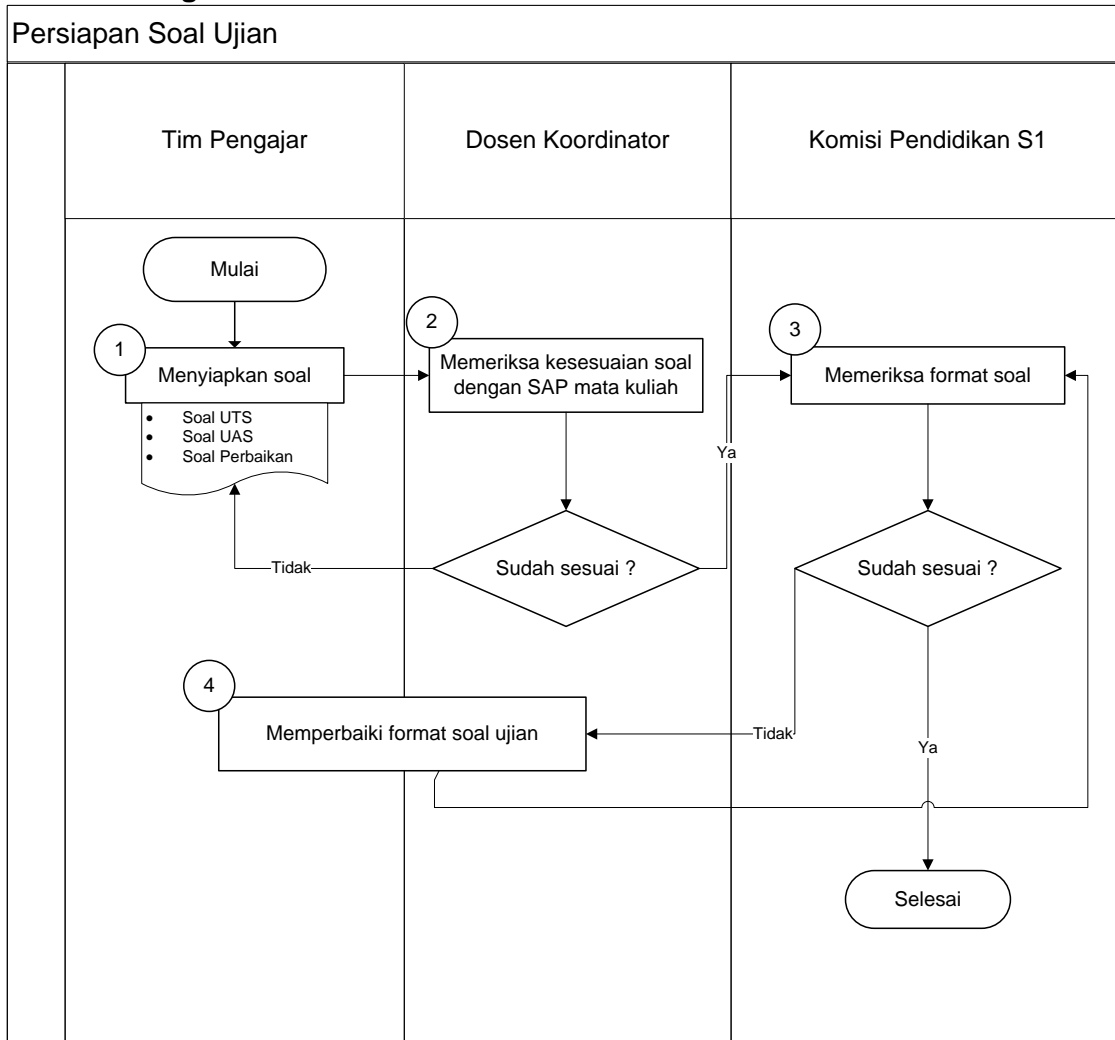 Persiapan Soal Ujian
Tim Pengajar
Dosen Koordinator
Komisi Pendidikan S1
Mulai
1
Menyiapkan soal
• Soal UTS
• Soal UAS
• Soal Perbaikan
2
Memeriksa kesesuaian soal
dengan SAP mata kuliah
3
Memeriksa format soal
Ya
Tidak
Sudah sesuai ?
Sudah sesuai ?
4
Memperbaiki format soal ujian
Tidak
Ya
Selesai